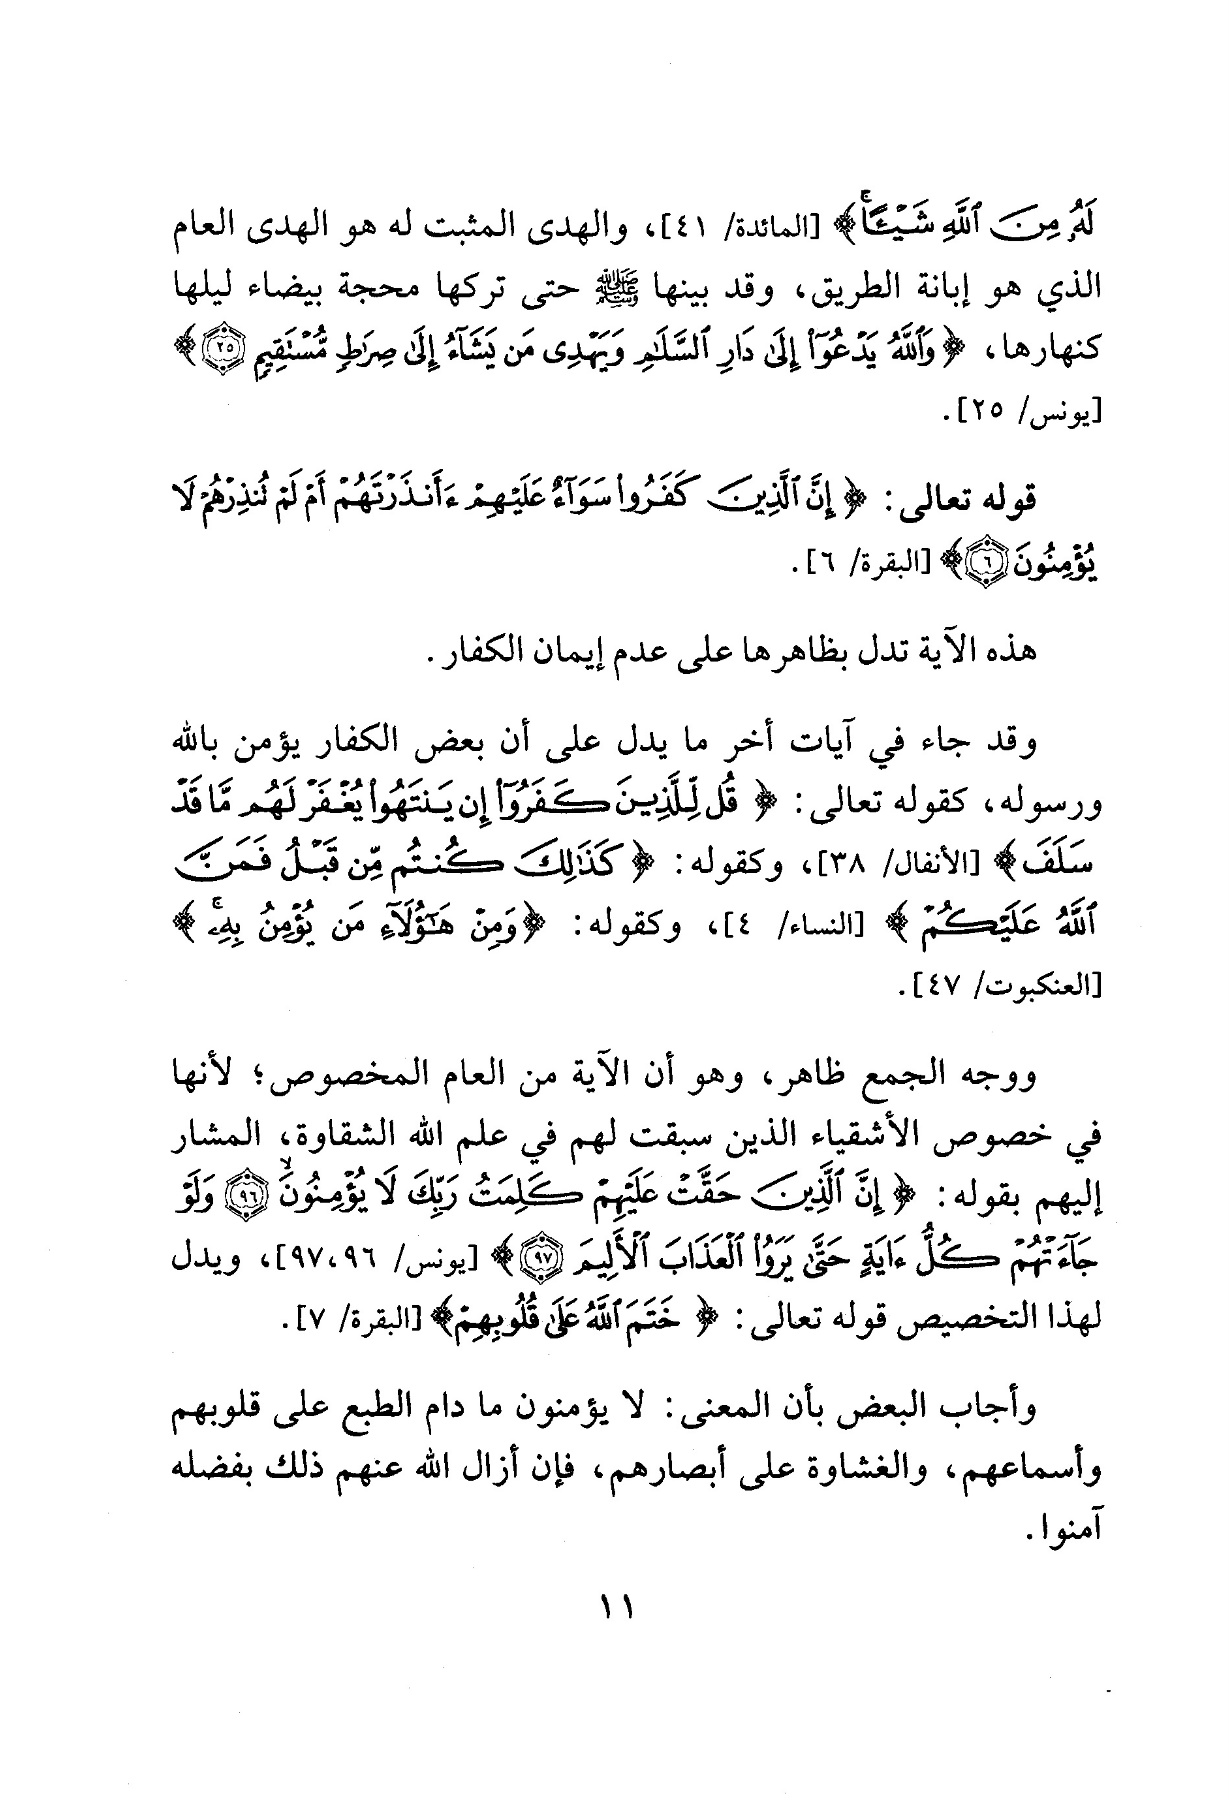 لَهُۥ مِنَ ٱللَّهِ شَيْـًٔا ۚ﴾ [المائدة/ ٤١]، والهدى المثبت له هو الهدى العام
الذي هو إبانة الطريق، وقد بينها ﷺ حتى تركها محجة بيضاء ليلها
كنهارها، ﴿وَٱللَّهُ يَدْعُوٓا۟ إِلَىٰ دَارِ ٱلسَّلَٰمِ وَيَهْدِى مَن يَشَآءُ إِلَىٰ صِرَٰطٍ مُّسْتَقِيمٍ ۝٢٥﴾
[يونس/ ٢٥].
قوله تعالى: ﴿إِنَّ ٱلَّذِينَ كَفَرُوا۟ سَوَآءٌ عَلَيْهِمْ ءَأَنذَرْتَهُمْ أَمْ لَمْ تُنذِرْهُمْ لَا
يُؤْمِنُونَ ۝٦﴾ [البقرة/ ٦].
هذه الآية تدل بظاهرها على عدم إيمان الكفار.
وقد جاء في آيات أخر ما يدل على أن بعض الكفار يؤمن بالله
ورسوله، كقوله تعالى: ﴿قُل لِّلَّذِينَ كَفَرُوٓا۟ إِن يَنتَهُوا۟ يُغْفَرْ لَهُم مَّا قَدْ
سَلَفَ﴾ [الأنفال/ ٣٨]، وكقوله: ﴿كَذَٰلِكَ كُنتُم مِّن قَبْلُ فَمَنَّ
ٱللَّهُ عَلَيْكُمْ﴾ [النساء/ ٤]، وكقوله: ﴿وَمِنْ هَٰٓؤُلَآءِ مَن يُؤْمِنُ بِهِۦ ۚ﴾
[العنكبوت/ ٤٧].
ووجه الجمع ظاهر، وهو أن الآية من العام المخصوص؛ لأنها
في خصوص الأشقياء الذين سبقت لهم في علم الله الشقاوة، المشار
إليهم بقوله: ﴿إِنَّ ٱلَّذِينَ حَقَّتْ عَلَيْهِمْ كَلِمَتُ رَبِّكَ لَا يُؤْمِنُونَ ۙ ۝٩٦ وَلَوْ
جَآءَتْهُمْ كُلُّ ءَايَةٍ حَتَّىٰ يَرَوُا۟ ٱلْعَذَابَ ٱلْأَلِيمَ ۝٩٧﴾ [يونس/ ٩٧،٩٦]، ويدل
لهذا التخصيص قوله تعالى: ﴿خَتَمَ ٱللَّهُ عَلَىٰ قُلُوبِهِمْ﴾ [البقرة/ ٧].
وأجاب البعض بأن المعنى: لا يؤمنون ما دام الطبع على قلوبهم
وأسماعهم، والغشاوة على أبصارهم، فإن أزال الله عنهم ذلك بفضله
آمنوا.
١١